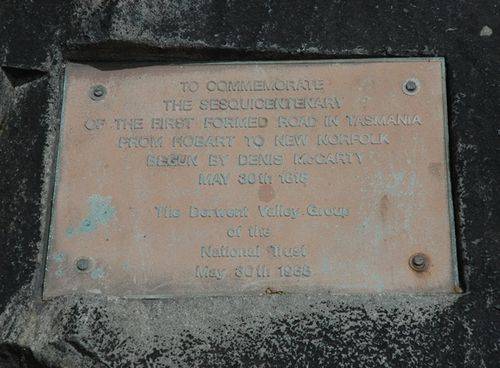 TO COMMEMORATE
THE SESQUICENTENARY
OF THE FIRST FORMED ROAD IN TASMANIA
FROM HOBART TO NEW NORFOLK
BEGUN BY DENIS McCARTY
MAY 30th 1818
The Derwent Valley Group
of the
National Trust
May 30th 1968